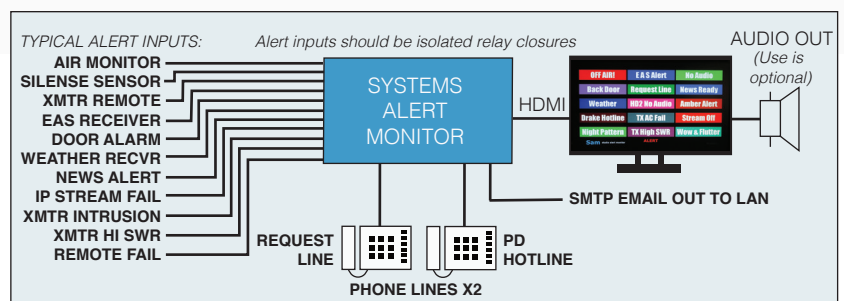 TYPICAL ALERT INPUTS:
Alert inputs should be isolated relay closures
AIR MONITOR
SILENSE SENSOR
XMTR REMOTE
EAS RECEIVER
DOOR ALARM
WEATHER RECVR
NEWS ALERT
IP STREAM FAIL
XMTR INTRUSION
XMTR HI SWR
REMOTE FAIL
SYSTEMS
ALERT
MONITOR
HDMI
OFF AIR! EAS Alert No Audio
Back Door Request Line News Ready
Weather HD2 No Audio Amber Alert
Drake Hotline TX AC Fail Stream Off
Night Pattern TX High SWR Wow & Flutter
Sam
ALERT
AUDIO OUT
(Use is
optional)
SMTP EMAIL OUT TO LAN
REQUEST
LINE
PD
HOTLINE
PHONE LINES X2